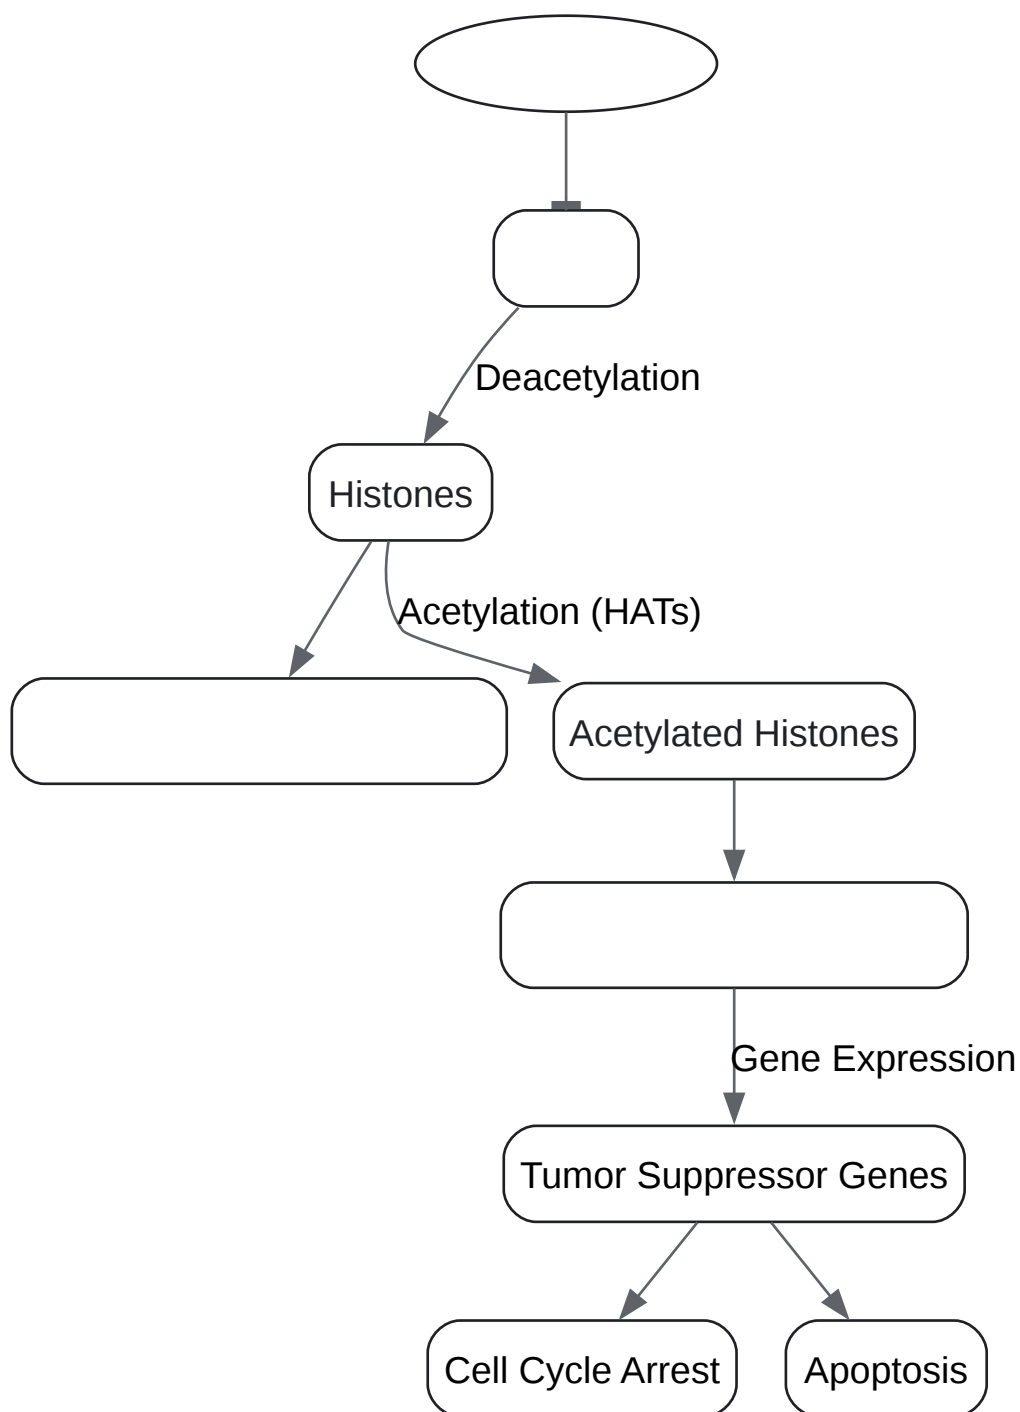 Deacetylation
Histones
Acetylation (HATs)
Acetylated Histones
Gene Expression
Tumor Suppressor Genes
Cell Cycle Arrest
Apoptosis